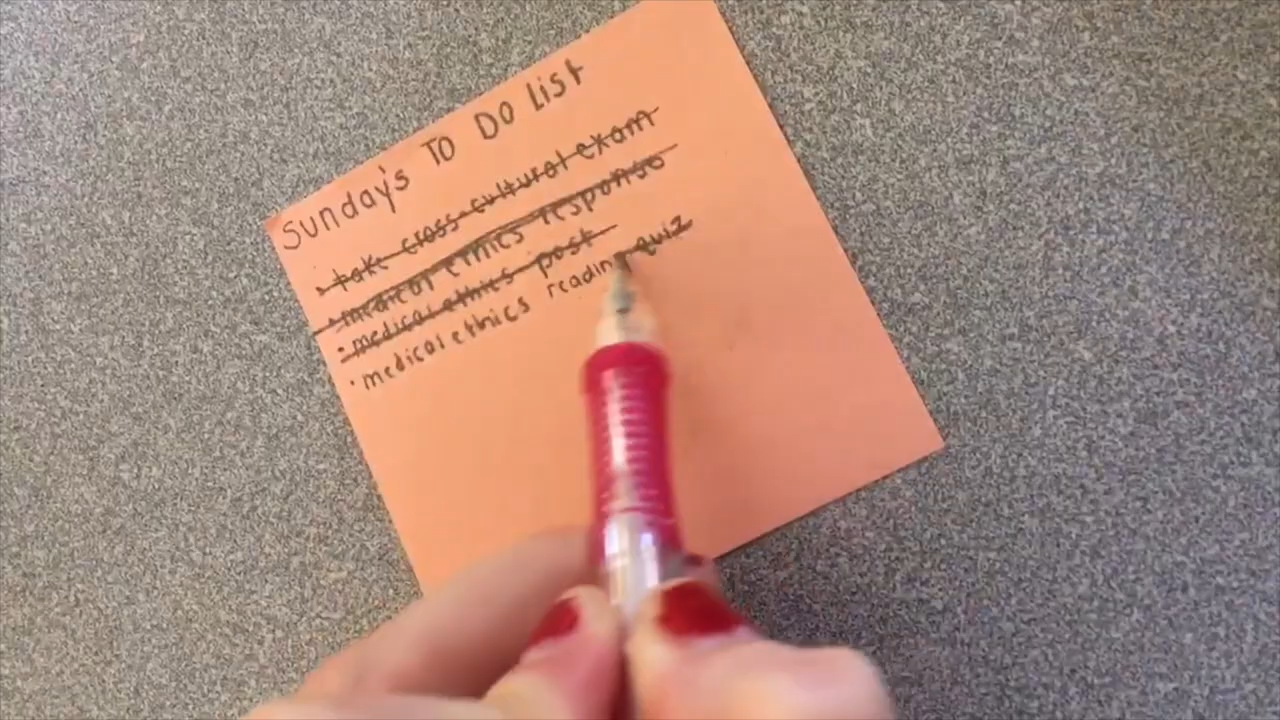 Sunday's TO DO List
• take cross-cultural exam
• medical ethics response
• medical ethics post
• medical ethics reading quiz